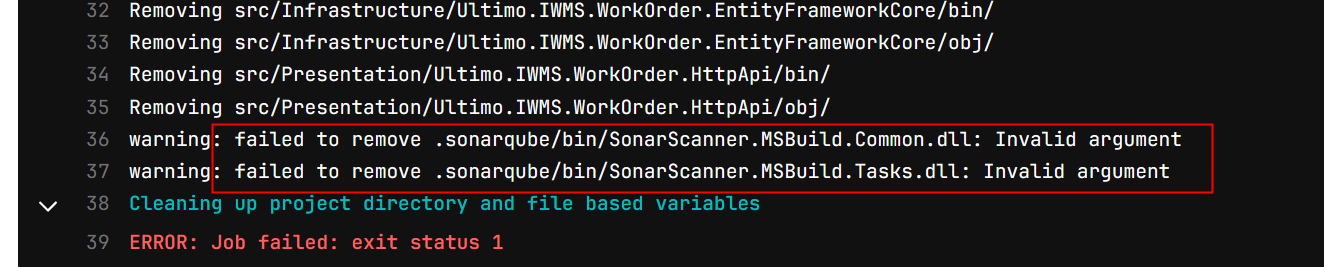 32 Removing src/Infrastructure/Ultimo.IWMS.WorkOrder.EntityFrameworkCore/bin/
33 Removing src/Infrastructure/Ultimo.IWMS.WorkOrder.EntityFrameworkCore/obj/
34 Removing src/Presentation/Ultimo.IWMS.WorkOrder.HttpApi/bin/
35 Removing src/Presentation/Ultimo.IWMS.WorkOrder.HttpApi/obj/
36 warning: failed to remove .sonarqube/bin/SonarScanner.MSBuild.Common.dll: Invalid argument
37 warning: failed to remove .sonarqube/bin/SonarScanner.MSBuild.Tasks.dll: Invalid argument
38 Cleaning up project directory and file based variables
39 ERROR: Job failed: exit status 1